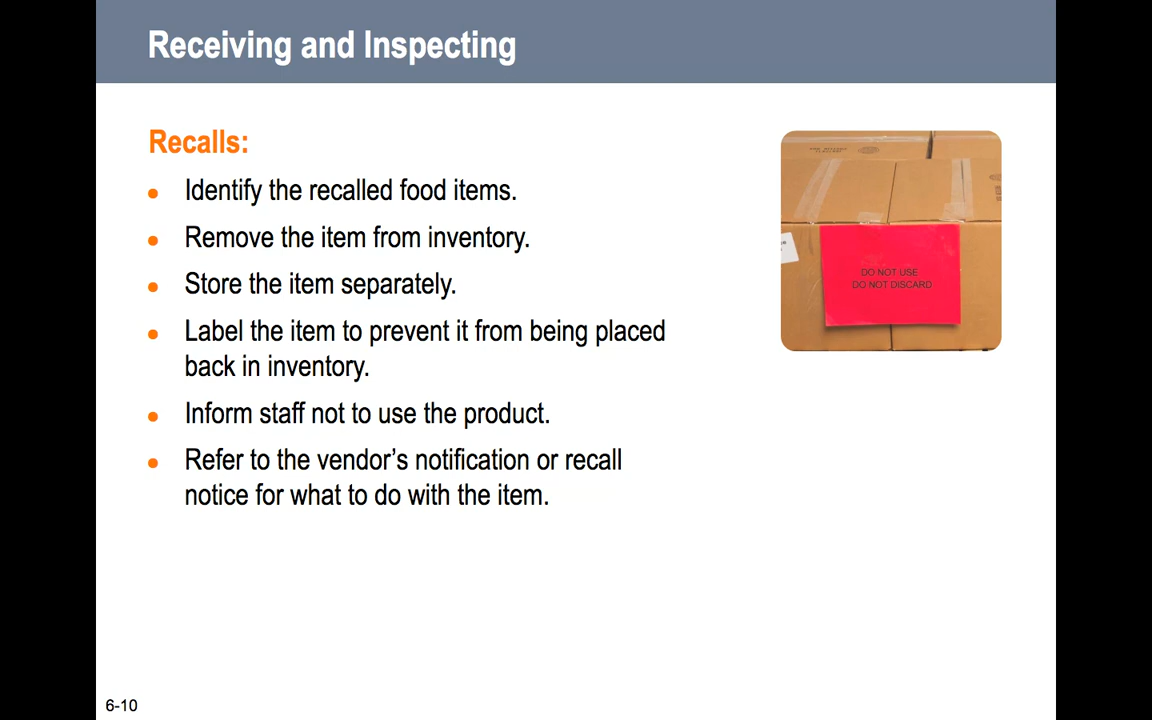 Receiving and Inspecting
Recalls:
Identify the recalled food items.
Remove the item from inventory.
Store the item separately.
Label the item to prevent it from being placed
back in inventory.
Inform staff not to use the product.
Refer to the vendor’s notification or recall
notice for what to do with the item.
DO NOT USE
DO NOT DISCARD
6-10